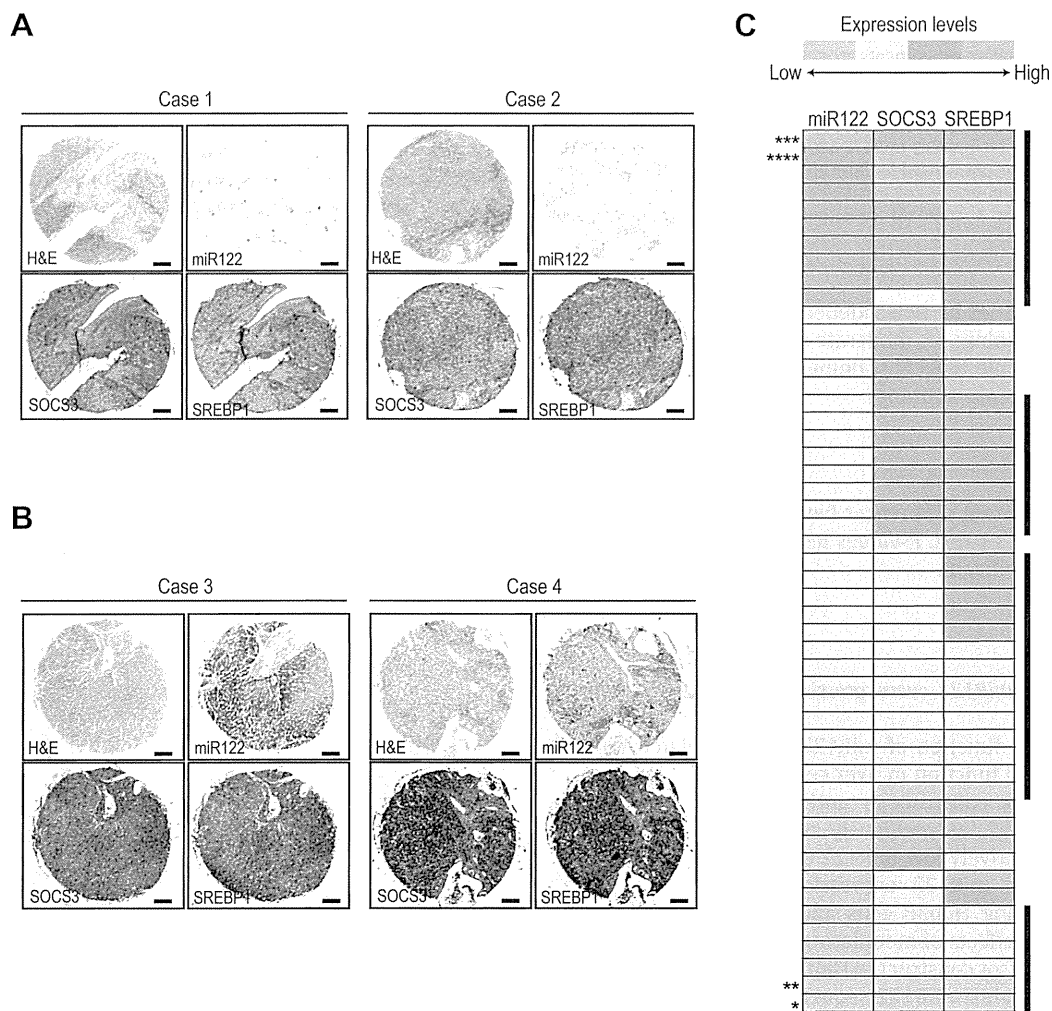 A
Case 1
Case 2
H&E
miR122
H&E
miR122
SOCS3
SREBP1
SOCS3
SREBP1
B
Case 3
Case 4
H&E
miR122
H&E
miR122
SOCS3
SREBP1
SOCS3
SREBP1
C
Expression levels
Low
High
miR122 SOCS3 SREBP1
***
****
**
*